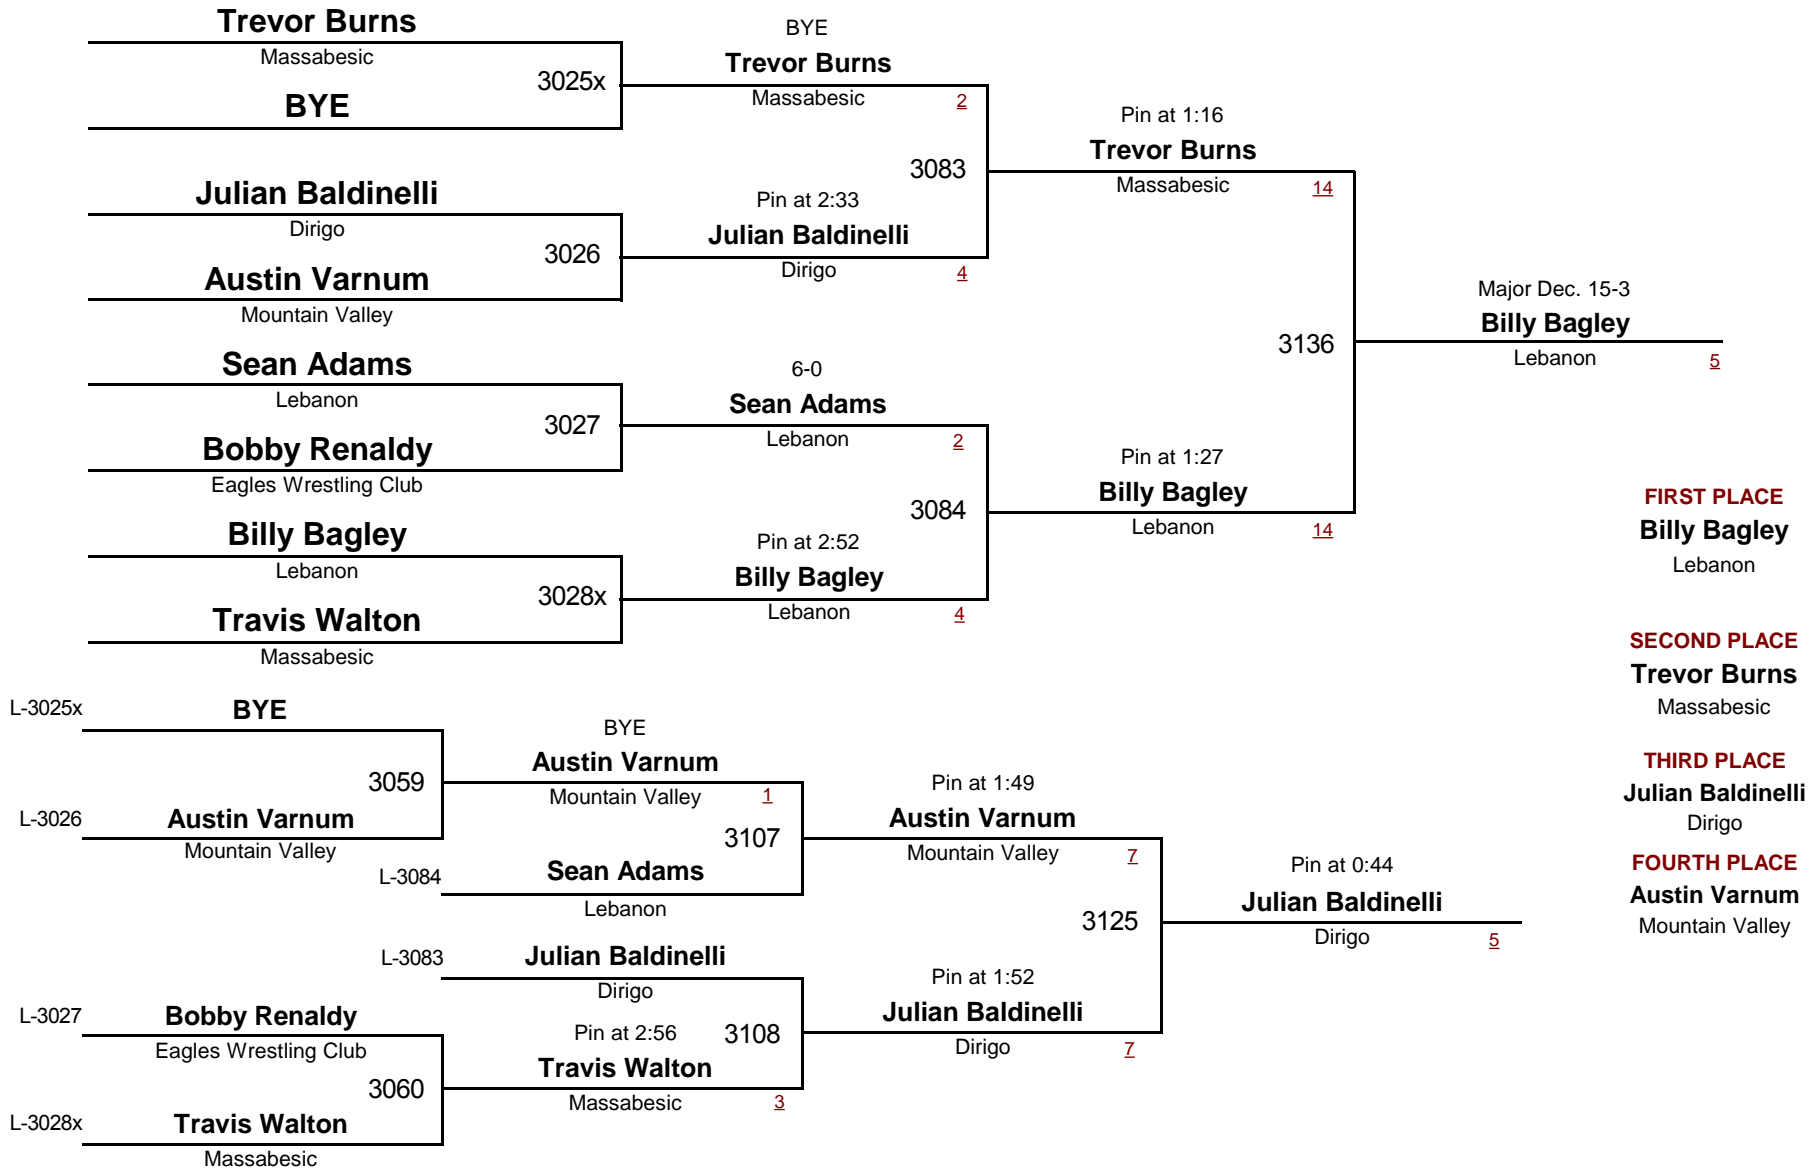 Trevor Burns
Massabesic
3025x
BYE
BYE
Trevor Burns
Massabesic
2
Julian Baldinelli
Dirigo
3026
Austin Varnum
Mountain Valley
3083
Pin at 2:33
Julian Baldinelli
Dirigo
4
Pin at 1:16
Trevor Burns
Massabesic
14
Sean Adams
Lebanon
3027
Bobby Renaldy
Eagles Wrestling Club
6-0
Sean Adams
Lebanon
2
Billy Bagley
Lebanon
3028x
Travis Walton
Massabesic
3084
Pin at 2:52
Billy Bagley
Lebanon
4
Pin at 1:27
Billy Bagley
Lebanon
14
3136
Major Dec. 15-3
Billy Bagley
Lebanon
5
FIRST PLACE
Billy Bagley
Lebanon
SECOND PLACE
Trevor Burns
Massabesic
THIRD PLACE
Julian Baldinelli
Dirigo
FOURTH PLACE
Austin Varnum
Mountain Valley
L-3025x
BYE
3059
L-3026
Austin Varnum
Mountain Valley
BYE
Austin Varnum
Mountain Valley
1
3107
L-3084
Sean Adams
Lebanon
Pin at 1:49
Austin Varnum
Mountain Valley
7
L-3083
Julian Baldinelli
Dirigo
L-3027
Bobby Renaldy
Eagles Wrestling Club
3060
L-3028x
Travis Walton
Massabesic
Pin at 2:56
3108
Travis Walton
Massabesic
3
3125
Pin at 1:52
Julian Baldinelli
Dirigo
7
Pin at 0:44
Julian Baldinelli
Dirigo
5